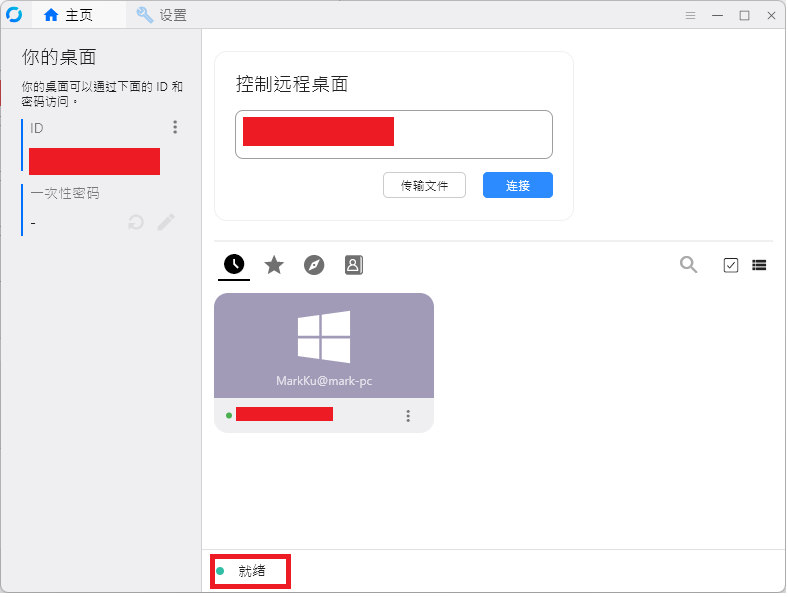 主页
设置
你的桌面
你的桌面可以通过下面的 ID 和
密码访问。
ID
一次性密码
-
控制远程桌面
传输文件
连接
MarkKu@mark-pc
就绪